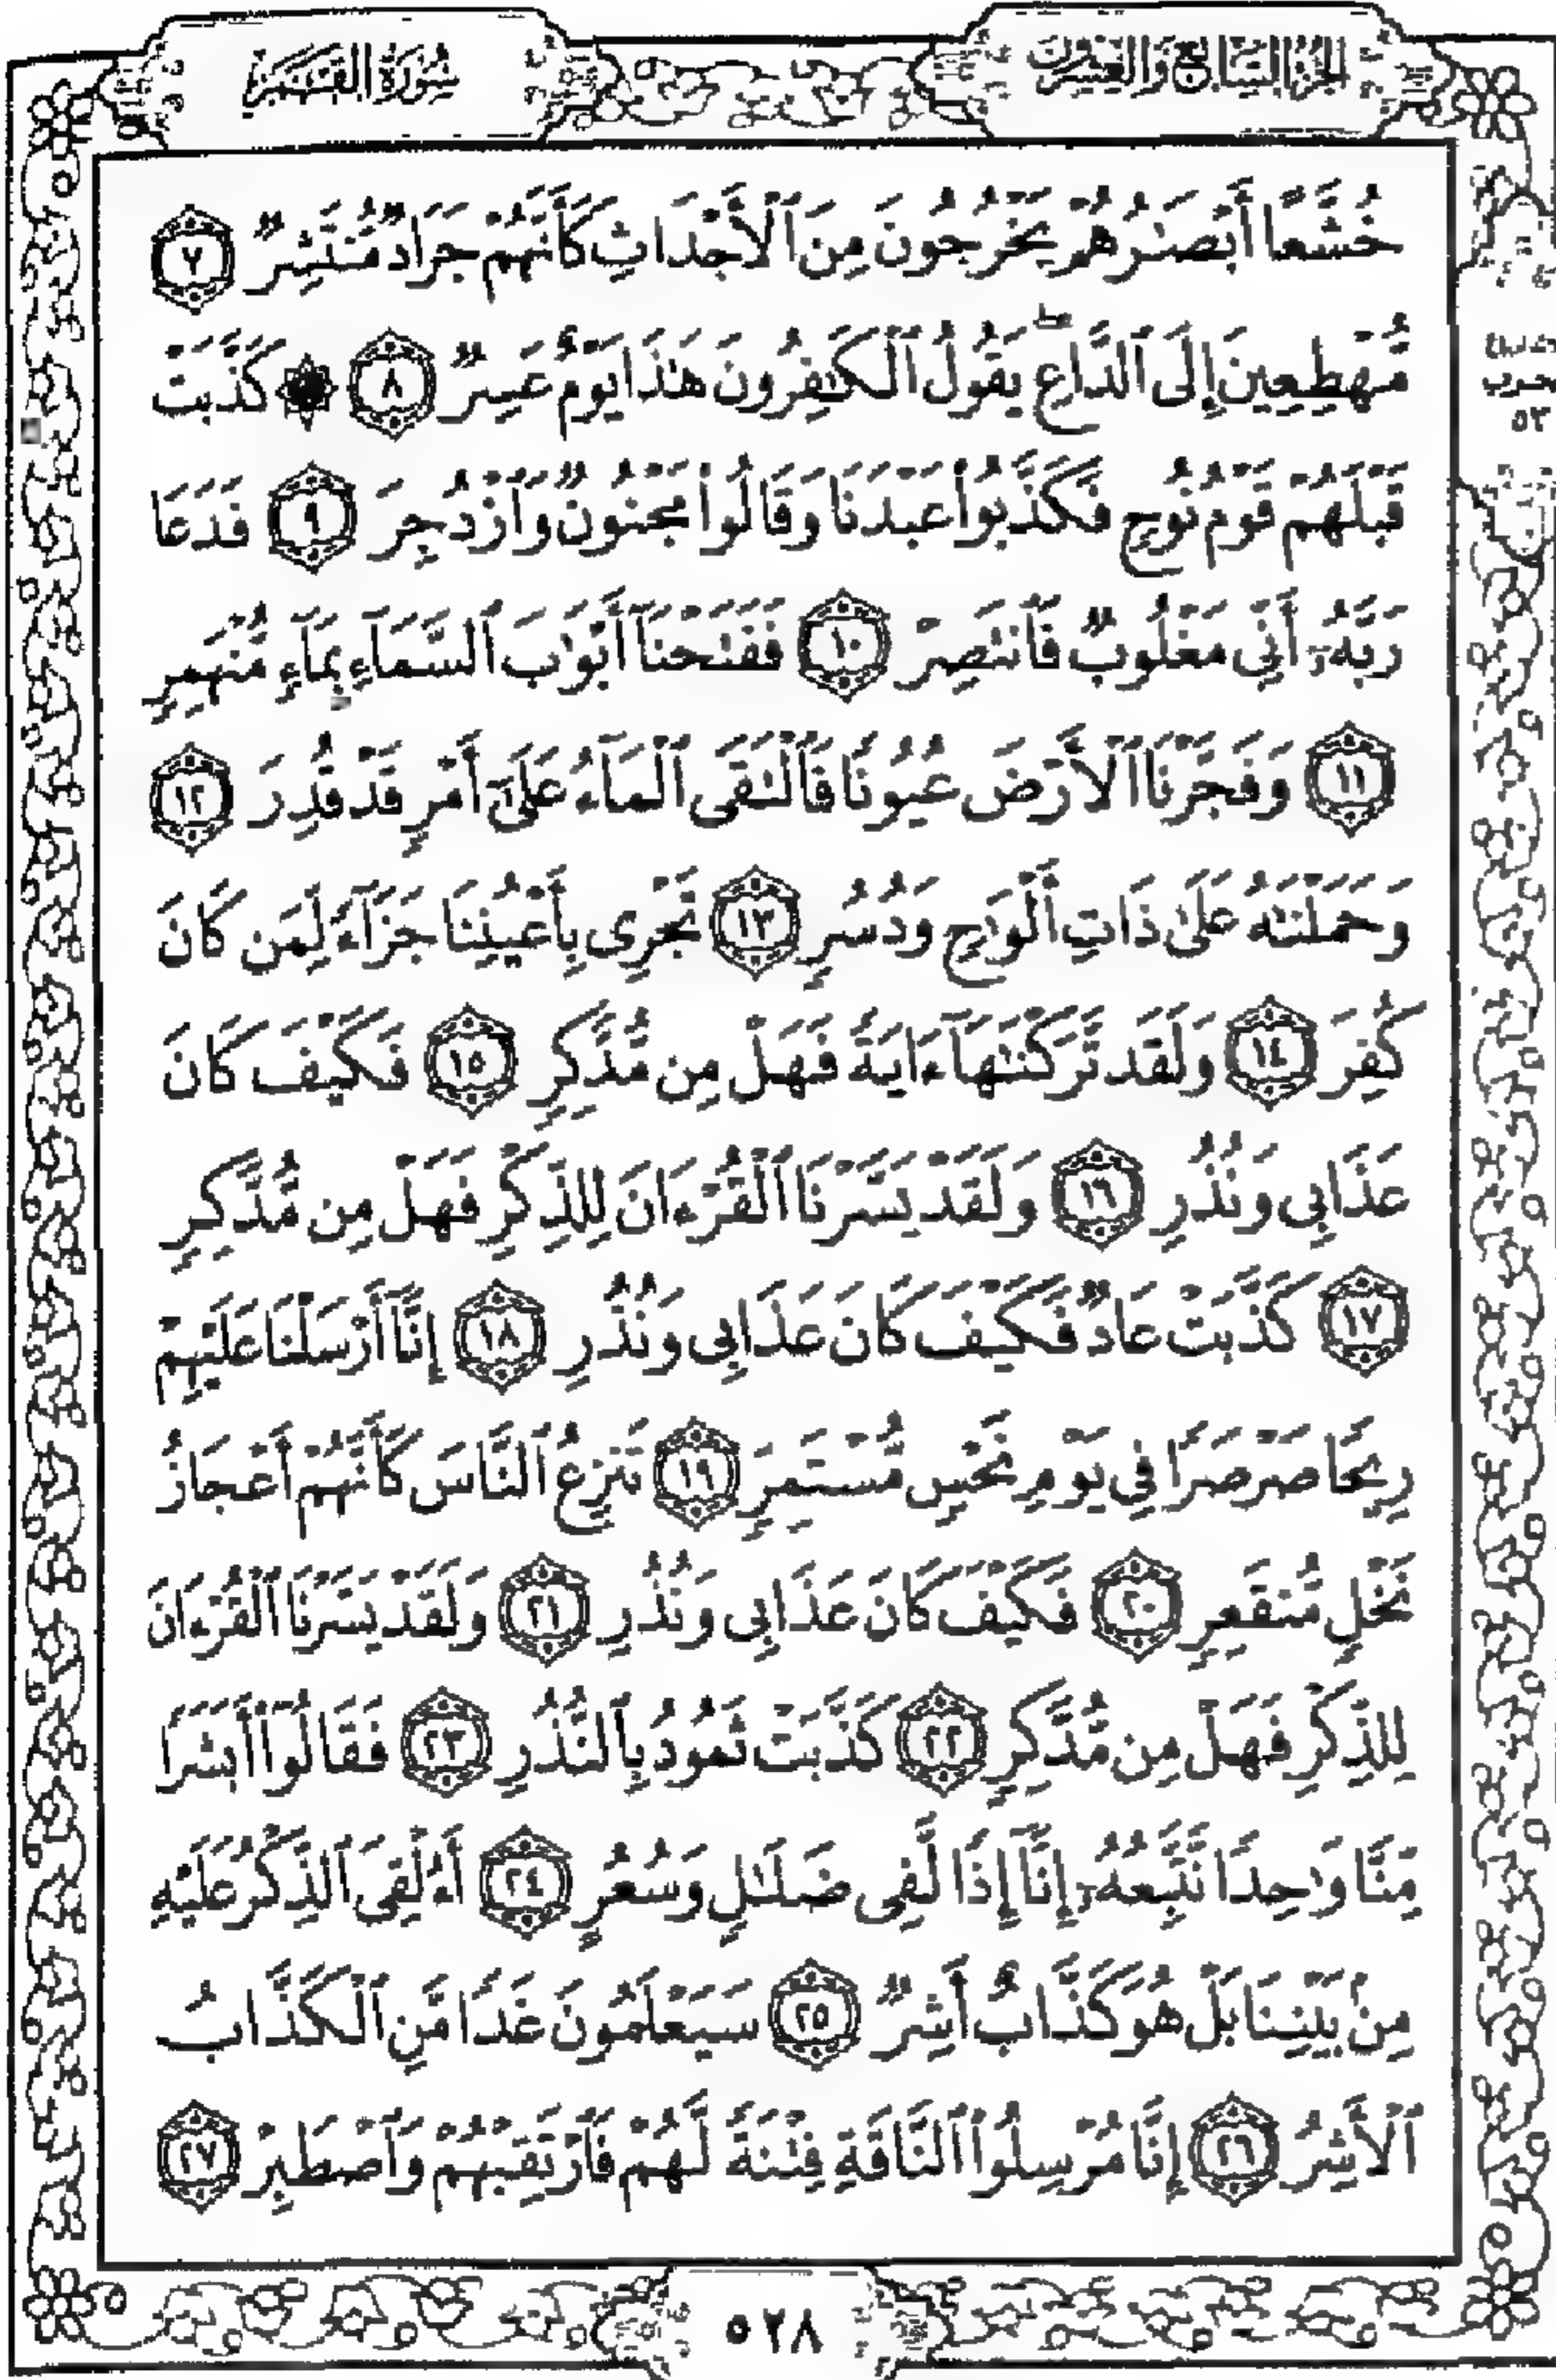 الجزء السابع والعشرون
سورة القمر
خُشَّعًا أَبْصَٰرُهُمْ يَخْرُجُونَ مِنَ ٱلْأَجْدَاثِ كَأَنَّهُمْ جَرَادٌ مُّنتَشِرٌ ٧
مُّهْطِعِينَ إِلَى ٱلدَّاعِ ۖ يَقُولُ ٱلْكَٰفِرُونَ هَٰذَا يَوْمٌ عَسِرٌ ٨ ۞ كَذَّبَتْ
قَبْلَهُمْ قَوْمُ نُوحٍ فَكَذَّبُوا۟ عَبْدَنَا وَقَالُوا۟ مَجْنُونٌ وَٱزْدُجِرَ ٩ فَدَعَا
رَبَّهُۥٓ أَنِّى مَغْلُوبٌ فَٱنتَصِرْ ١٠ فَفَتَحْنَآ أَبْوَٰبَ ٱلسَّمَآءِ بِمَآءٍ مُّنْهَمِرٍ
١١ وَفَجَّرْنَا ٱلْأَرْضَ عُيُونًا فَٱلْتَقَى ٱلْمَآءُ عَلَىٰٓ أَمْرٍ قَدْ قُدِرَ ١٢
وَحَمَلْنَٰهُ عَلَىٰ ذَاتِ أَلْوَٰحٍ وَدُسُرٍ ١٣ تَجْرِى بِأَعْيُنِنَا جَزَآءً لِّمَن كَانَ
كُفِرَ ١٤ وَلَقَد تَّرَكْنَٰهَآ ءَايَةً فَهَلْ مِن مُّدَّكِرٍ ١٥ فَكَيْفَ كَانَ
عَذَابِى وَنُذُرِ ١٦ وَلَقَدْ يَسَّرْنَا ٱلْقُرْءَانَ لِلذِّكْرِ فَهَلْ مِن مُّدَّكِرٍ
١٧ كَذَّبَتْ عَادٌ فَكَيْفَ كَانَ عَذَابِى وَنُذُرِ ١٨ إِنَّآ أَرْسَلْنَا عَلَيْهِمْ
رِيحًا صَرْصَرًا فِى يَوْمِ نَحْسٍ مُّسْتَمِرٍّ ١٩ تَنزِعُ ٱلنَّاسَ كَأَنَّهُمْ أَعْجَازُ
نَخْلٍ مُّنقَعِرٍ ٢٠ فَكَيْفَ كَانَ عَذَابِى وَنُذُرِ ٢١ وَلَقَدْ يَسَّرْنَا ٱلْقُرْءَانَ
لِلذِّكْرِ فَهَلْ مِن مُّدَّكِرٍ ٢٢ كَذَّبَتْ ثَمُودُ بِٱلنُّذُرِ ٢٣ فَقَالُوٓا۟ أَبَشَرًا
مِّنَّا وَٰحِدًا نَّتَّبِعُهُۥٓ إِنَّآ إِذًا لَّفِى ضَلَٰلٍ وَسُعُرٍ ٢٤ أَءُلْقِىَ ٱلذِّكْرُ عَلَيْهِ
مِنۢ بَيْنِنَا بَلْ هُوَ كَذَّابٌ أَشِرٌ ٢٥ سَيَعْلَمُونَ غَدًا مَّنِ ٱلْكَذَّابُ
ٱلْأَشِرُ ٢٦ إِنَّا مُرْسِلُوا۟ ٱلنَّاقَةِ فِتْنَةً لَّهُمْ فَٱرْتَقِبْهُمْ وَٱصْطَبِرْ ٢٧
٥٣
٥٢٨